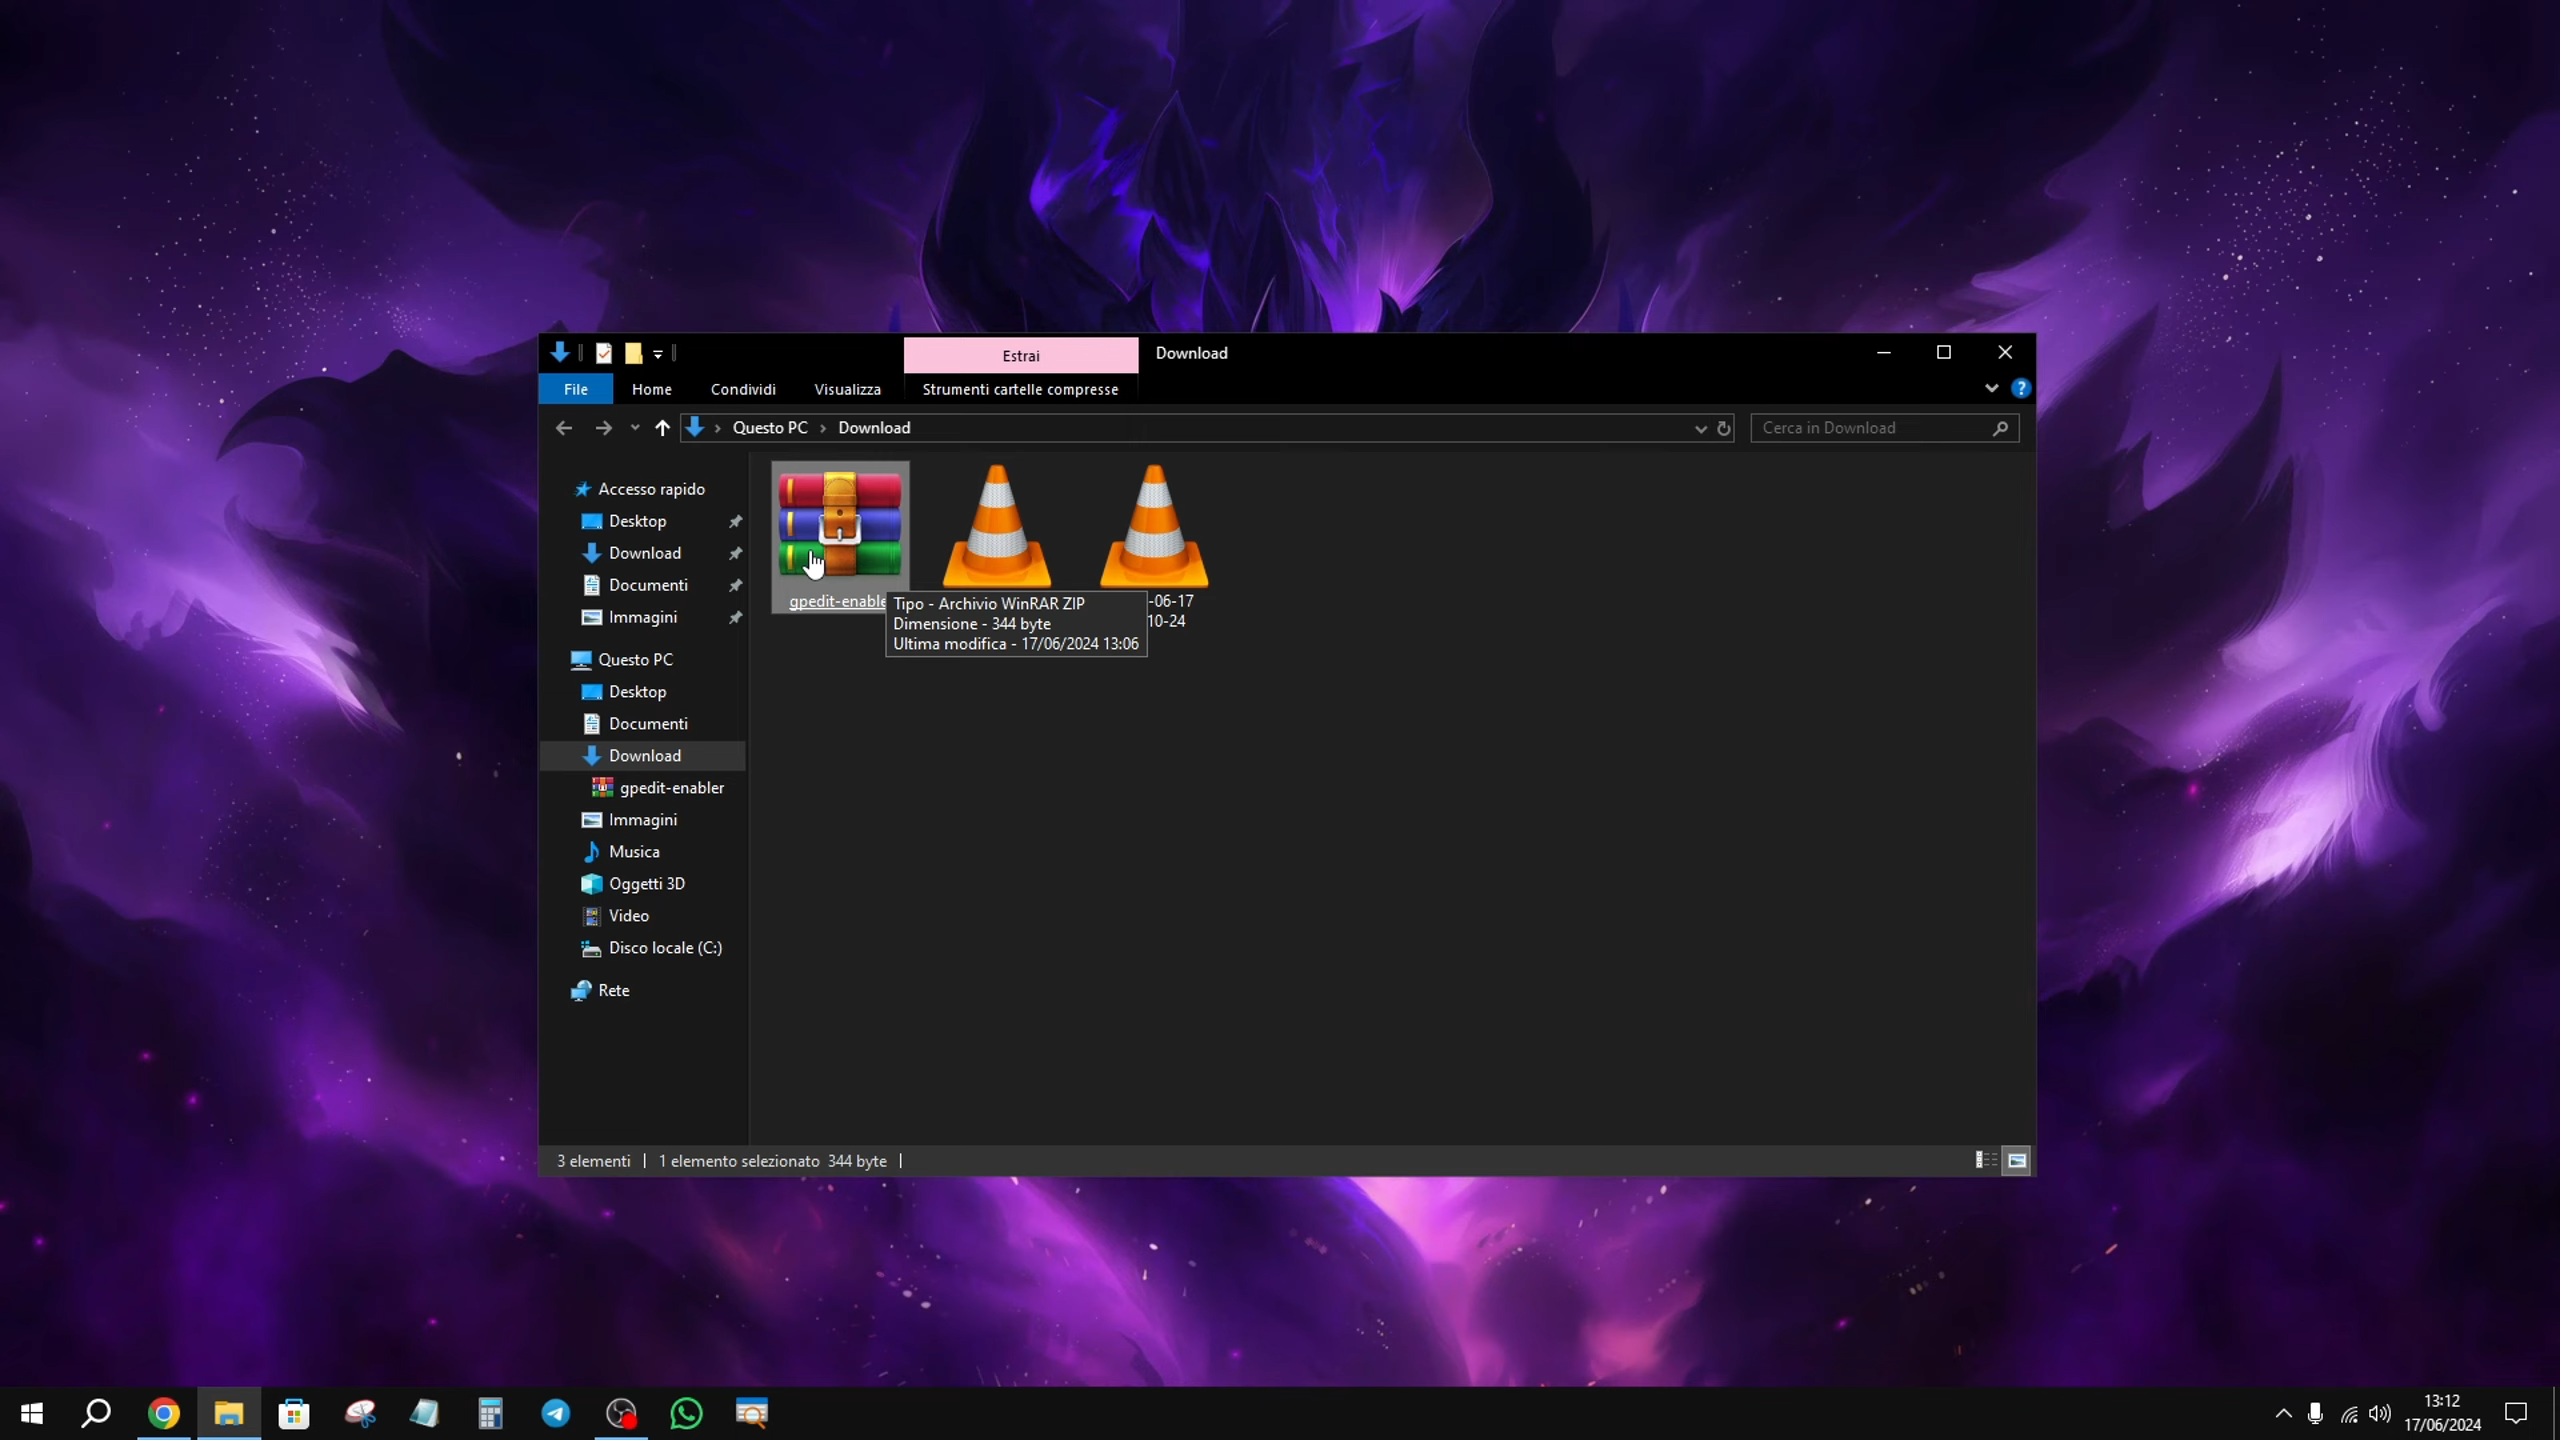 Estrai
Download
File
Home
Condividi
Visualizza
Strumenti cartelle compresse
Questo PC
Download
Cerca in Download
Accesso rapido
Desktop
Download
Documenti
Immagini
Questo PC
Desktop
Documenti
Download
gpedit-enabler
Immagini
Musica
Oggetti 3D
Video
Disco locale (C:)
Rete
gpedit-enable
Tipo - Archivio WinRAR ZIP
Dimensione - 344 byte
Ultima modifica - 17/06/2024 13:06
-06-17
10-24
3 elementi
1 elemento selezionato 344 byte
13:12
17/06/2024